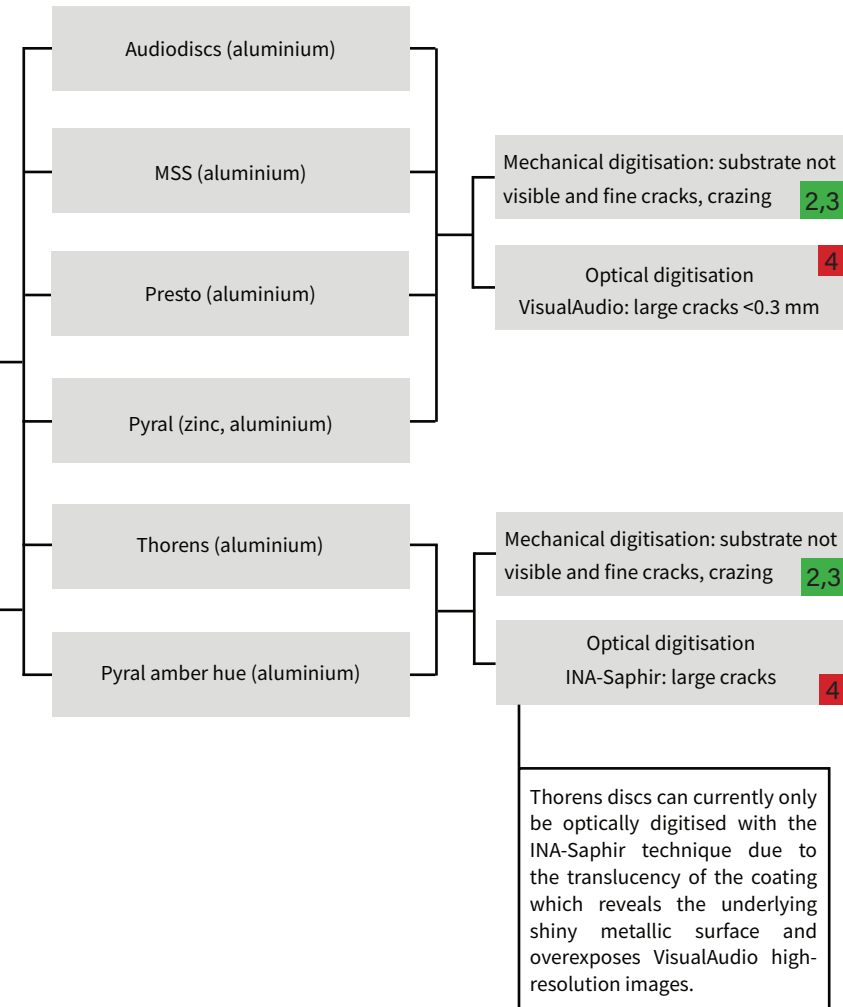 Audiodiscs (aluminium)
MSS (aluminium)
Presto (aluminium)
Pyral (zinc, aluminium)
Mechanical digitisation: substrate not
visible and fine cracks, crazing
2,3
4
Optical digitisation
VisualAudio: large cracks <0.3 mm
Thorens (aluminium)
Pyral amber hue (aluminium)
Mechanical digitisation: substrate not
visible and fine cracks, crazing
2,3
Optical digitisation
INA-Saphir: large cracks
4
Thorens discs can currently only
be optically digitised with the
INA-Saphir technique due to
the translucency of the coating
which reveals the underlying
shiny metallic surface and
overexposes VisualAudio high-
resolution images.